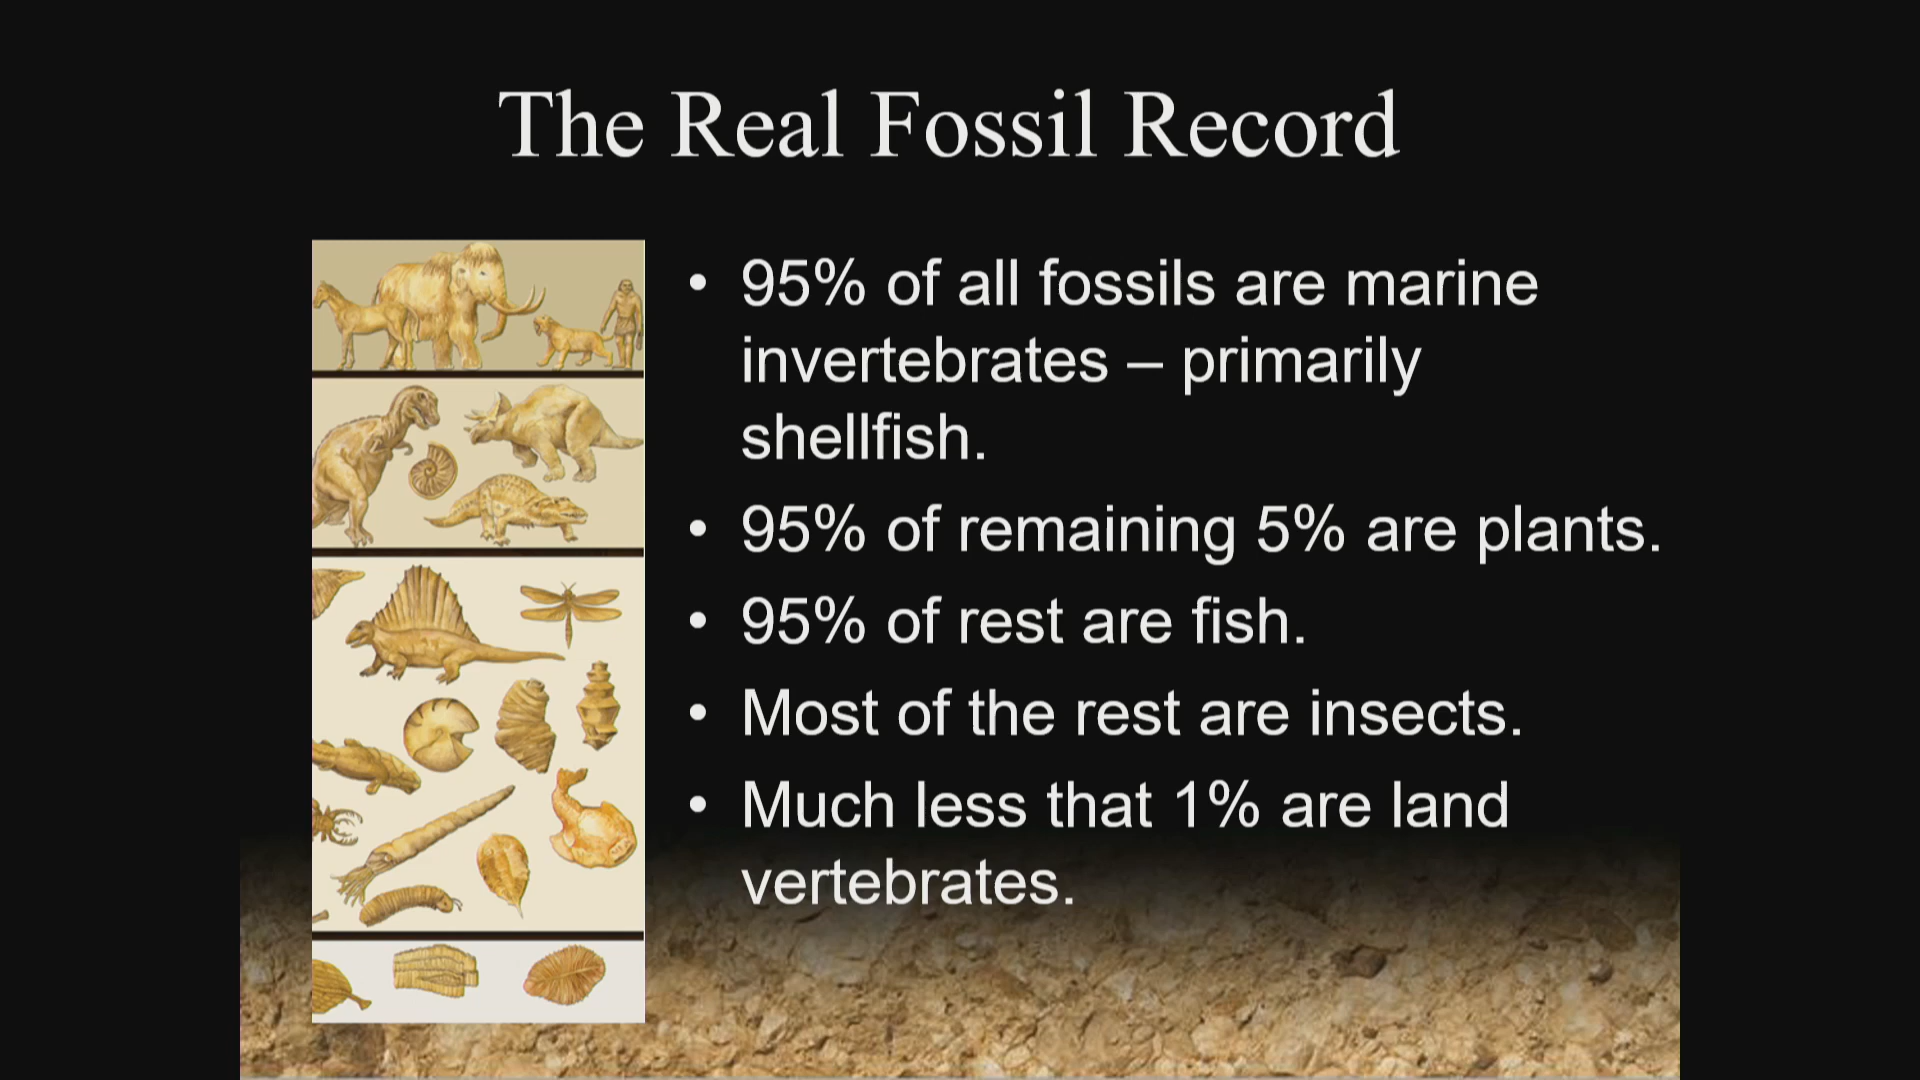 The Real Fossil Record
• 95% of all fossils are marine
invertebrates – primarily
shellfish.
• 95% of remaining 5% are plants.
• 95% of rest are fish.
• Most of the rest are insects.
• Much less that 1% are land
vertebrates.